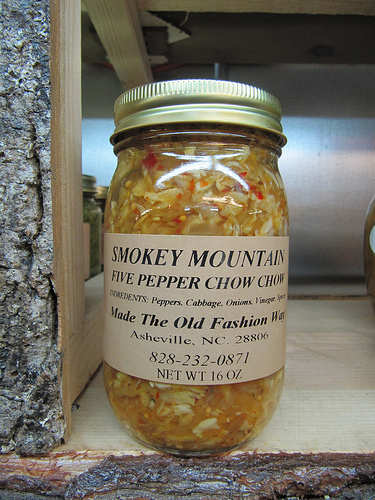 SMOKEY MOUNTAIN
FIVE PEPPER CHOW CHOW
INGREDIENTS: Peppers, Cabbage, Onions, Vinegar, Spices
Made The Old Fashion Way
Asheville, NC. 28806
828-232-0871
NET WT 16 OZ